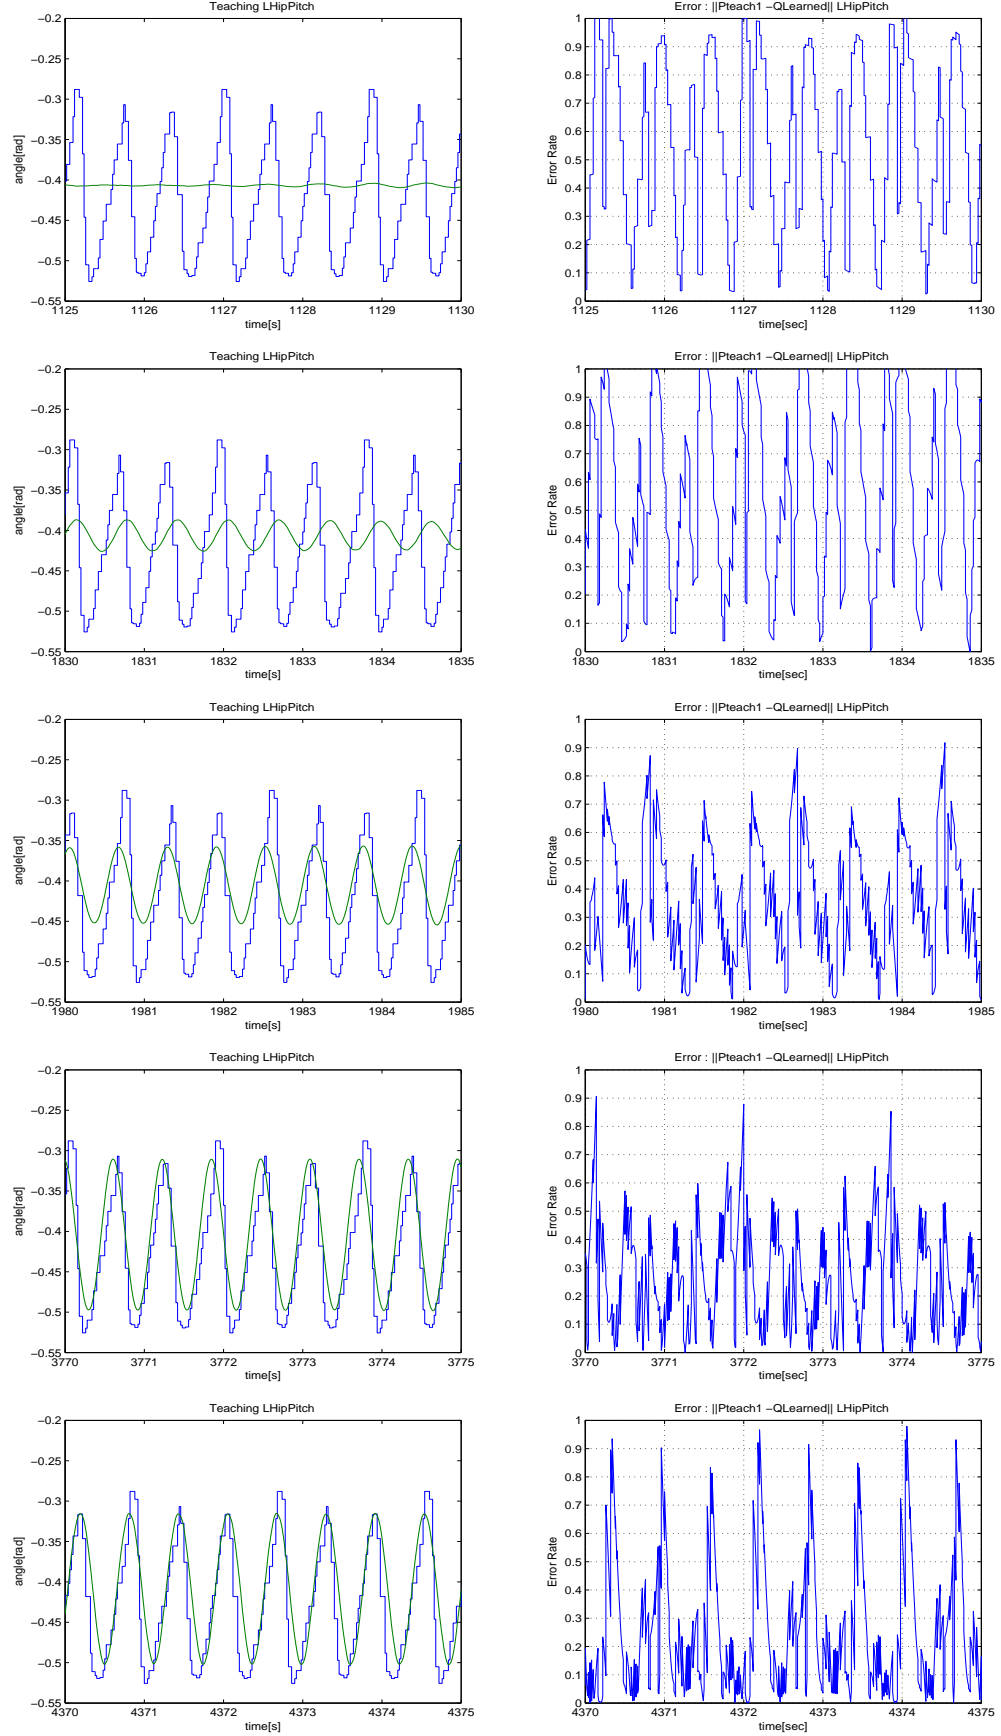 Teaching LHipPitch
−0.2
−0.25
−0.3
−0.35
−0.4
−0.45
−0.5
−0.55
angle[rad]
1125 1126 1127 1128 1129 1130
time[s]
Error : ||Pteach1 −QLearned|| LHipPitch
1
0.9
0.8
0.7
0.6
0.5
0.4
0.3
0.2
0.1
0
Error Rate
1125 1126 1127 1128 1129 1130
time[sec]
Teaching LHipPitch
−0.2
−0.25
−0.3
−0.35
−0.4
−0.45
−0.5
−0.55
angle[rad]
1830 1831 1832 1833 1834 1835
time[s]
Error : ||Pteach1 −QLearned|| LHipPitch
1
0.9
0.8
0.7
0.6
0.5
0.4
0.3
0.2
0.1
0
Error Rate
1830 1831 1832 1833 1834 1835
time[sec]
Teaching LHipPitch
−0.2
−0.25
−0.3
−0.35
−0.4
−0.45
−0.5
−0.55
angle[rad]
1980 1981 1982 1983 1984 1985
time[s]
Error : ||Pteach1 −QLearned|| LHipPitch
1
0.9
0.8
0.7
0.6
0.5
0.4
0.3
0.2
0.1
0
Error Rate
1980 1981 1982 1983 1984 1985
time[sec]
Teaching LHipPitch
−0.2
−0.25
−0.3
−0.35
−0.4
−0.45
−0.5
−0.55
angle[rad]
3770 3771 3772 3773 3774 3775
time[s]
Error : ||Pteach1 −QLearned|| LHipPitch
1
0.9
0.8
0.7
0.6
0.5
0.4
0.3
0.2
0.1
0
Error Rate
3770 3771 3772 3773 3774 3775
time[sec]
Teaching LHipPitch
−0.2
−0.25
−0.3
−0.35
−0.4
−0.45
−0.5
−0.55
angle[rad]
4370 4371 4372 4373 4374 4375
time[s]
Error : ||Pteach1 −QLearned|| LHipPitch
1
0.9
0.8
0.7
0.6
0.5
0.4
0.3
0.2
0.1
0
Error Rate
4370 4371 4372 4373 4374 4375
time[sec]